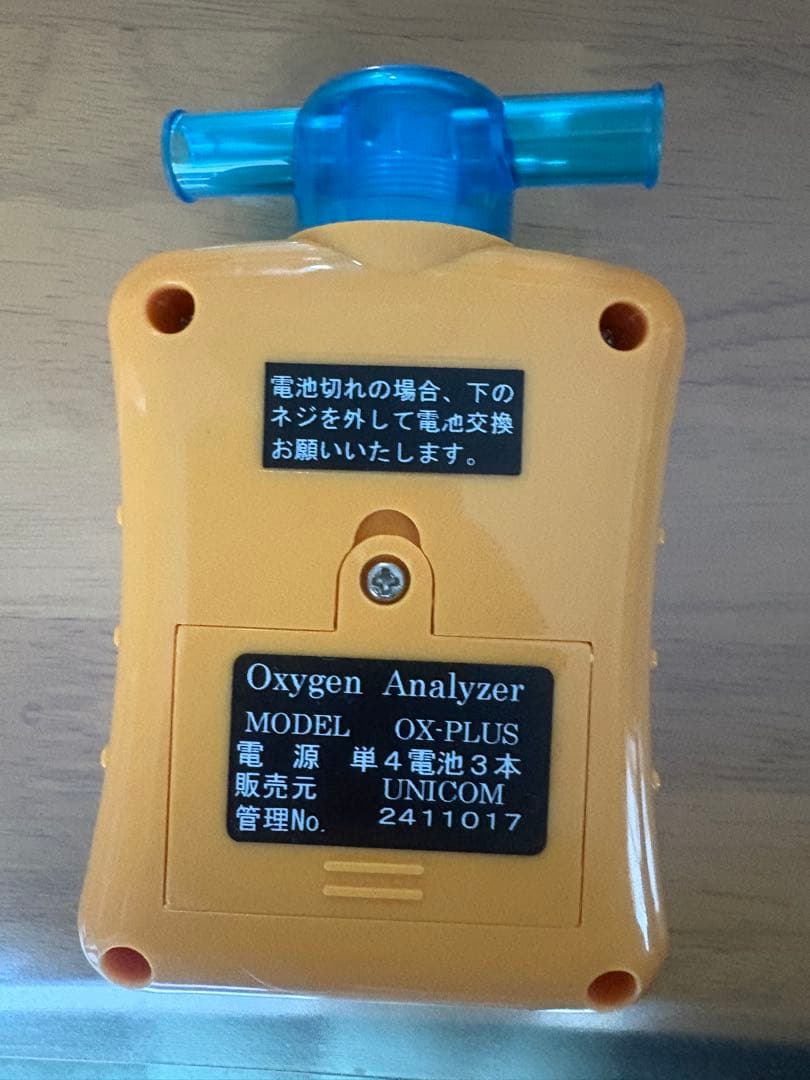 電池切れの場合、下の
ネジを外して電池交換
お願いいたします。
Oxygen Analyzer
MODEL OX-PLUS
電 源 単4電池3本
販売元 UNICOM
管理No. 2411017